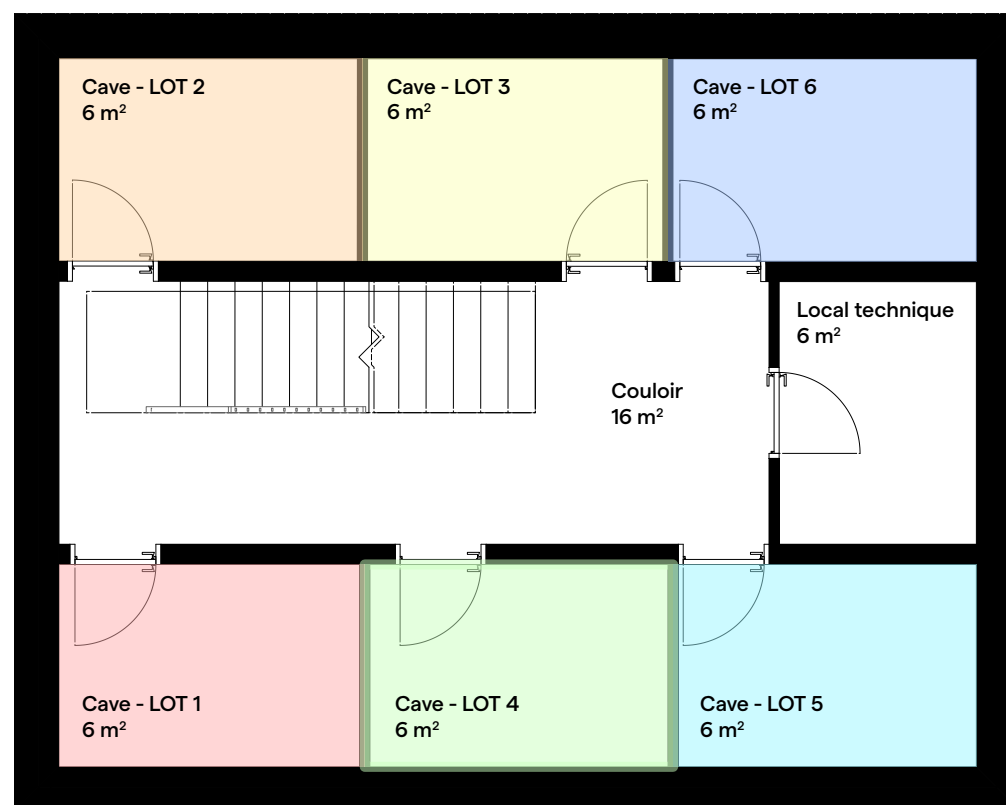 Cave - LOT 2
6 m²
Cave - LOT 3
6 m²
Cave - LOT 6
6 m²
Local technique
6 m²
Couloir
16 m²
Cave - LOT 1
6 m²
Cave - LOT 4
6 m²
Cave - LOT 5
6 m²